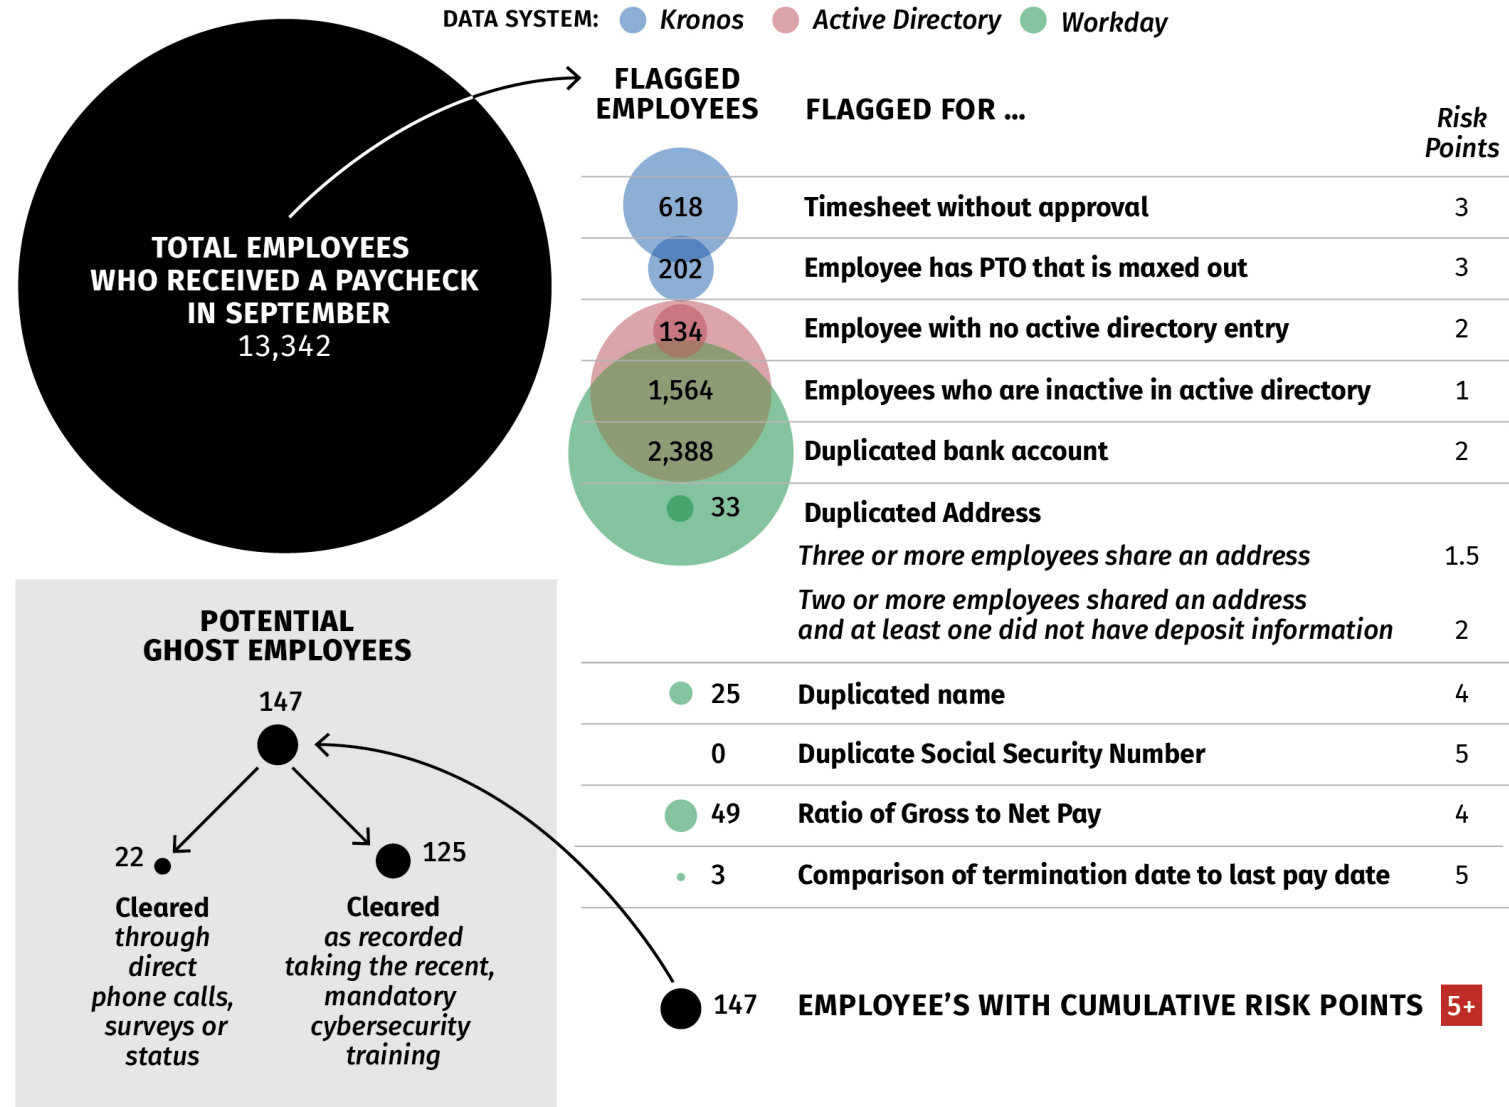 DATA SYSTEM: Kronos Active Directory Workday
TOTAL EMPLOYEES
WHO RECEIVED A PAYCHECK
IN SEPTEMBER
13,342
FLAGGED
EMPLOYEES
FLAGGED FOR ...
Risk
Points
618 Timesheet without approval 3
202 Employee has PTO that is maxed out 3
134 Employee with no active directory entry 2
1,564 Employees who are inactive in active directory 1
2,388 Duplicated bank account 2
33 Duplicated Address
Three or more employees share an address 1.5
Two or more employees shared an address
and at least one did not have deposit information 2
25 Duplicated name 4
0 Duplicate Social Security Number 5
49 Ratio of Gross to Net Pay 4
3 Comparison of termination date to last pay date 5
147 EMPLOYEE’S WITH CUMULATIVE RISK POINTS 5+
POTENTIAL
GHOST EMPLOYEES
147
22
Cleared
through
direct
phone calls,
surveys or
status
125
Cleared
as recorded
taking the recent,
mandatory
cybersecurity
training